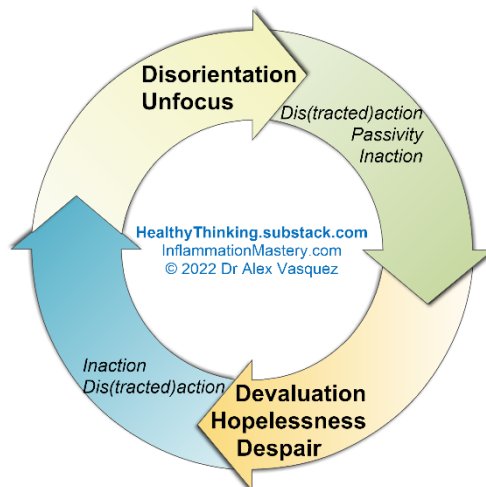 Disorientation
Unfocus
Dis(tracted)action
Passivity
Inaction
HealthyThinking.substack.com
InflammationMastery.com
© 2022 Dr Alex Vasquez
Inaction
Dis(tracted)action
Devaluation
Hopelessness
Despair